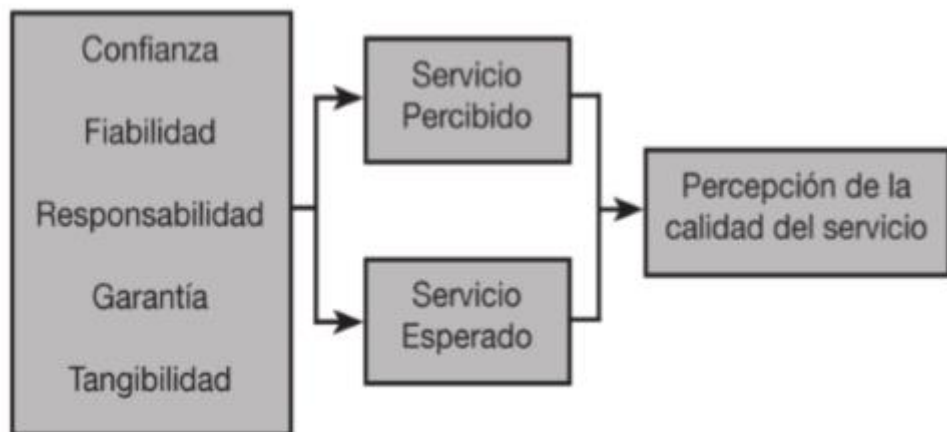 Confianza
Fiabilidad
Responsabilidad
Garantía
Tangibilidad
Servicio
Percibido
Servicio
Esperado
Percepción de la
calidad del servicio